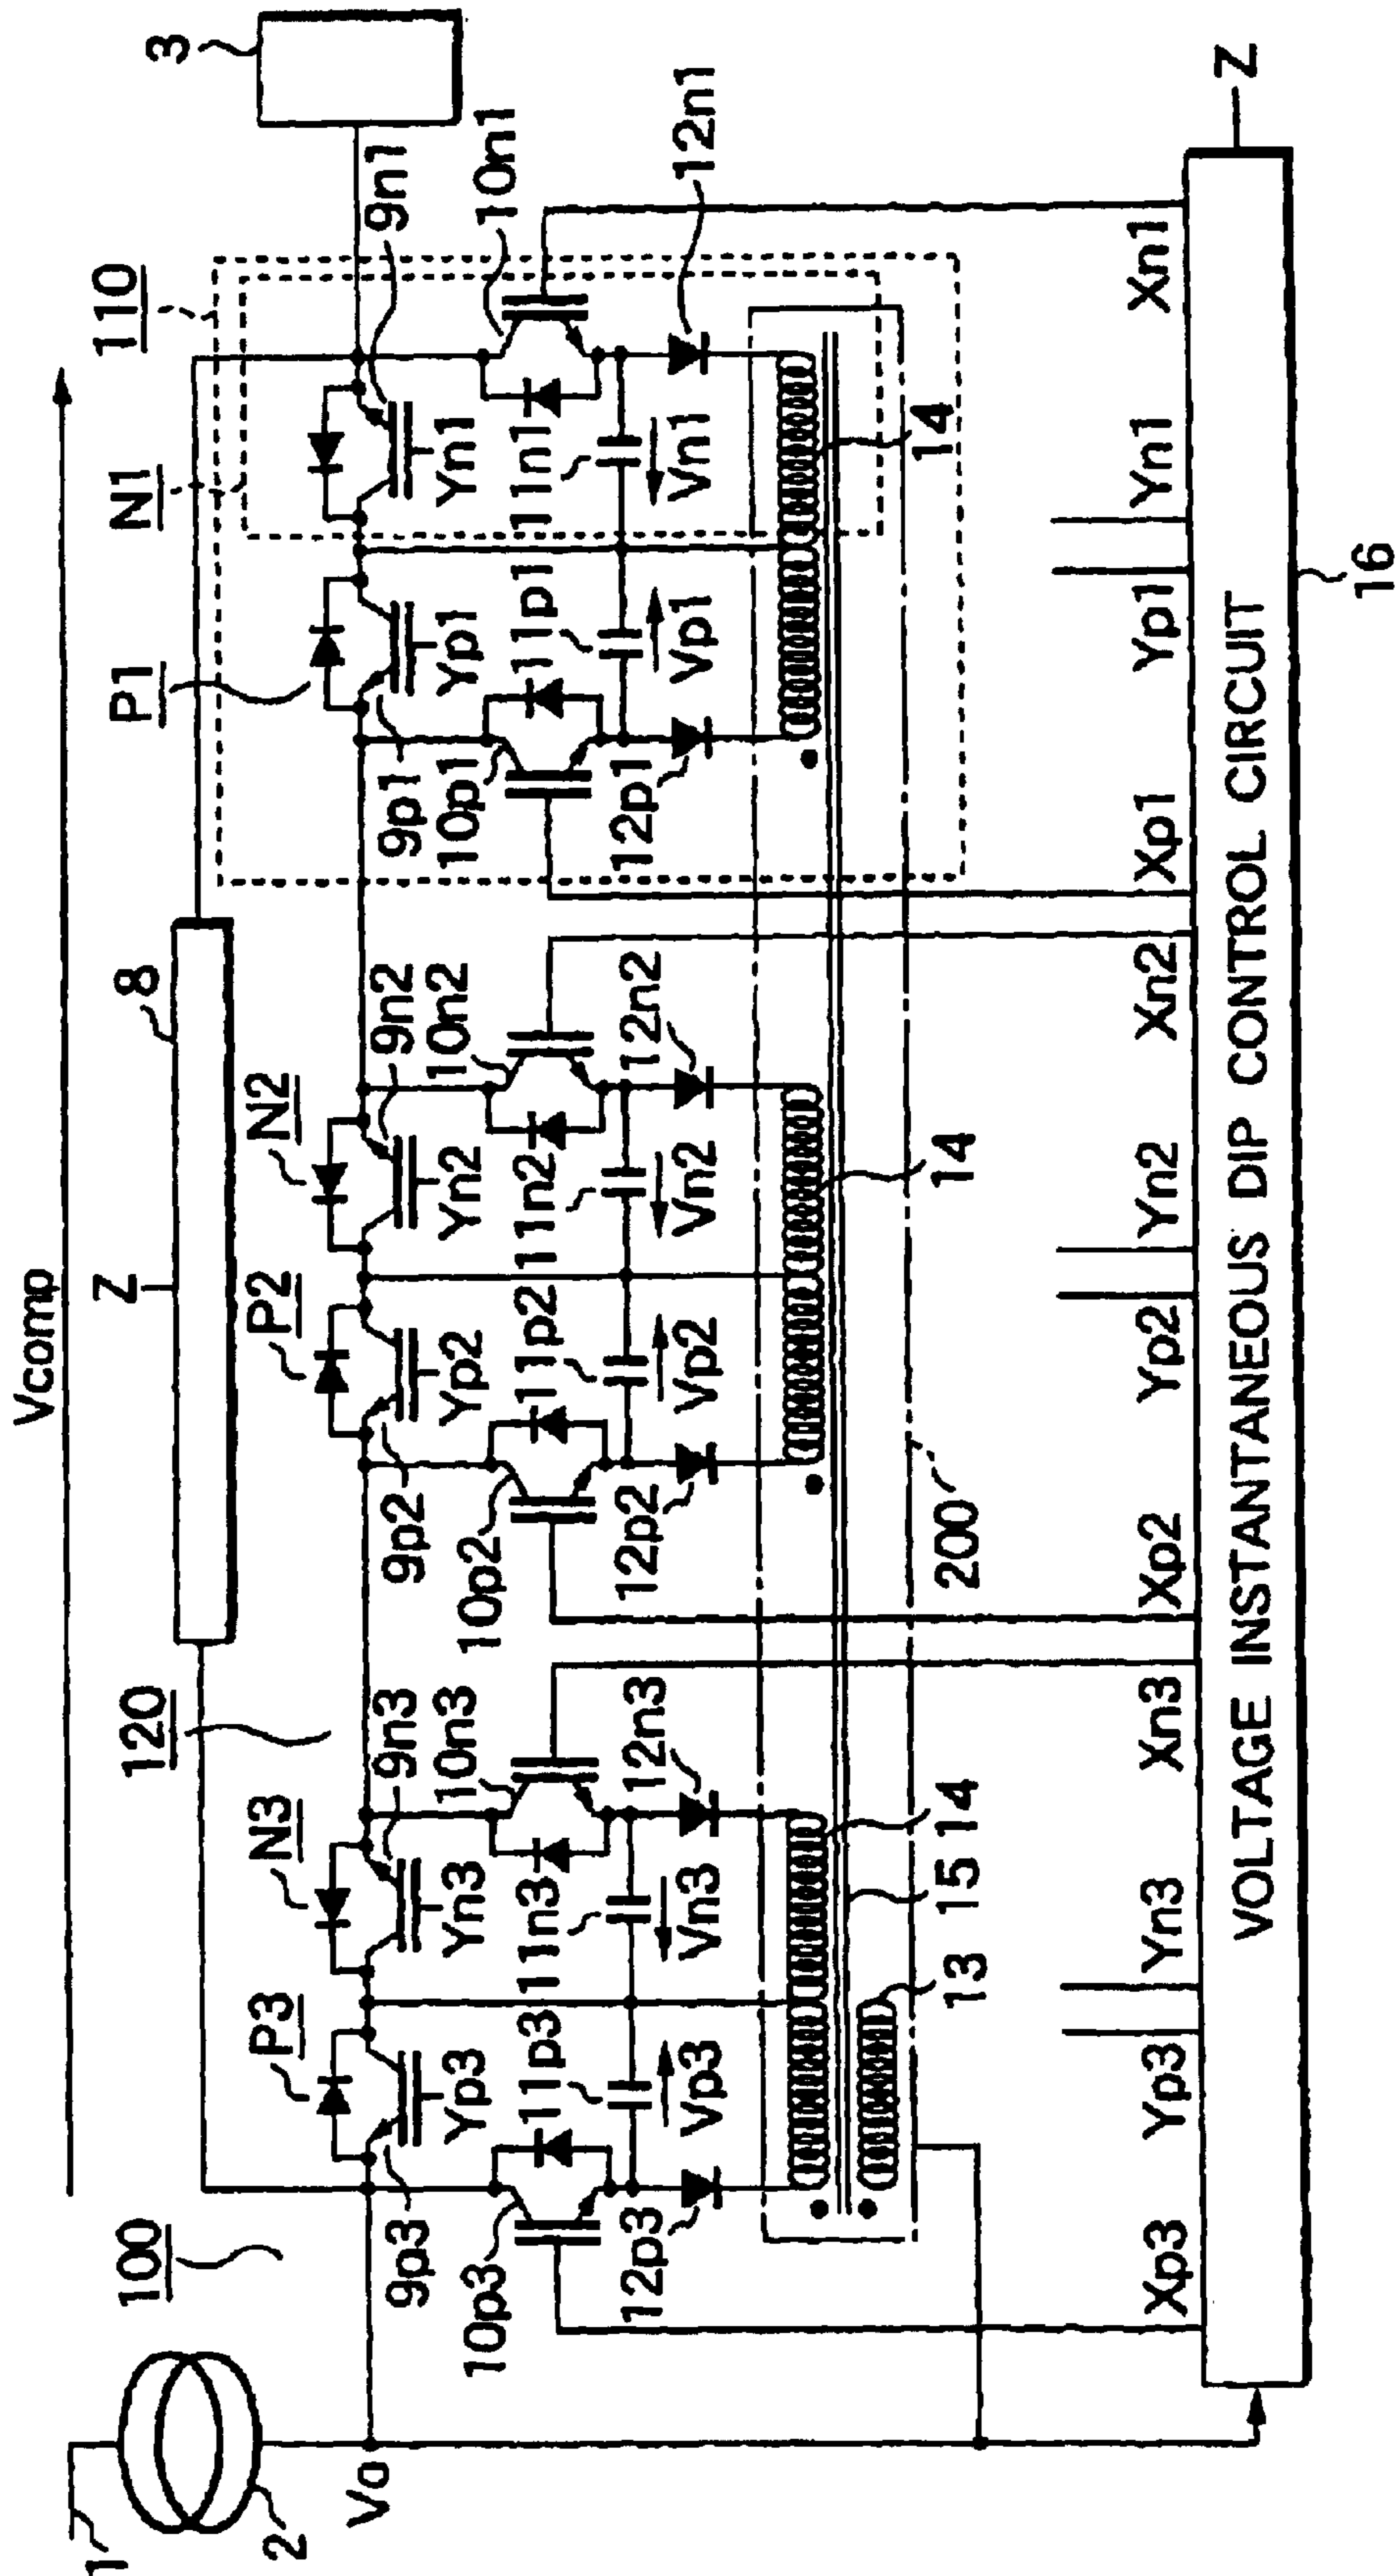 Vcomp
Z
8
3
1
2
Va
100
120
110
P3
N3
P2
N2
P1
N1
9p3
Yp3
Yn3
9n3
9p2
Yp2
Yn2
9n2
9p1
Yp1
Yn1
9n1
10p3
10n3
10p2
10n2
10p1
10n1
11p3
11n3
11p2
11n2
11p1
11n1
Vp3
Vn3
Vp2
Vn2
Vp1
Vn1
12p3
12n3
12p2
12n2
12p1
12n1
13
15
14
200
14
14
Xp3
Yp3
Yn3
Xn3
Xp2
Yp2
Yn2
Xn2
Xp1
Yp1
Yn1
Xn1
VOLTAGE INSTANTANEOUS DIP CONTROL CIRCUIT
Z
16